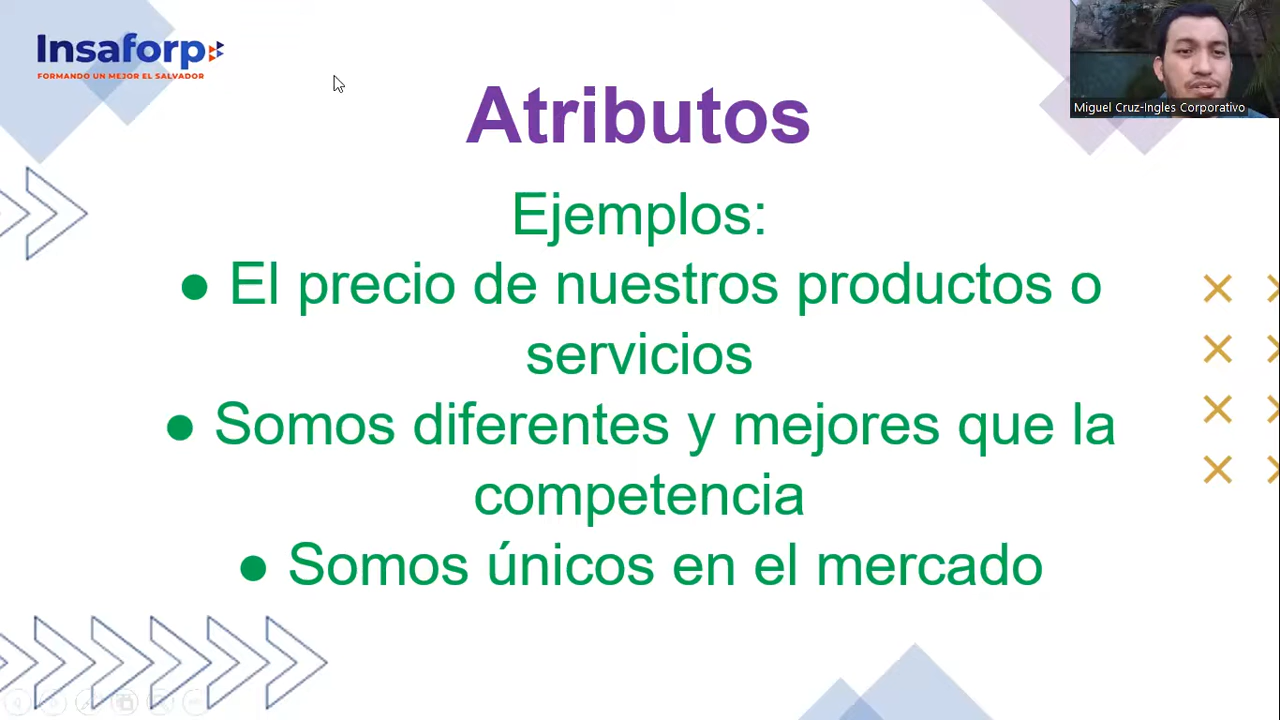 Insaforp
FORMANDO UN MEJOR EL SALVADOR
Miguel Cruz-Ingles Corporativo
Atributos
Ejemplos:
● El precio de nuestros productos o
servicios
● Somos diferentes y mejores que la
competencia
● Somos únicos en el mercado